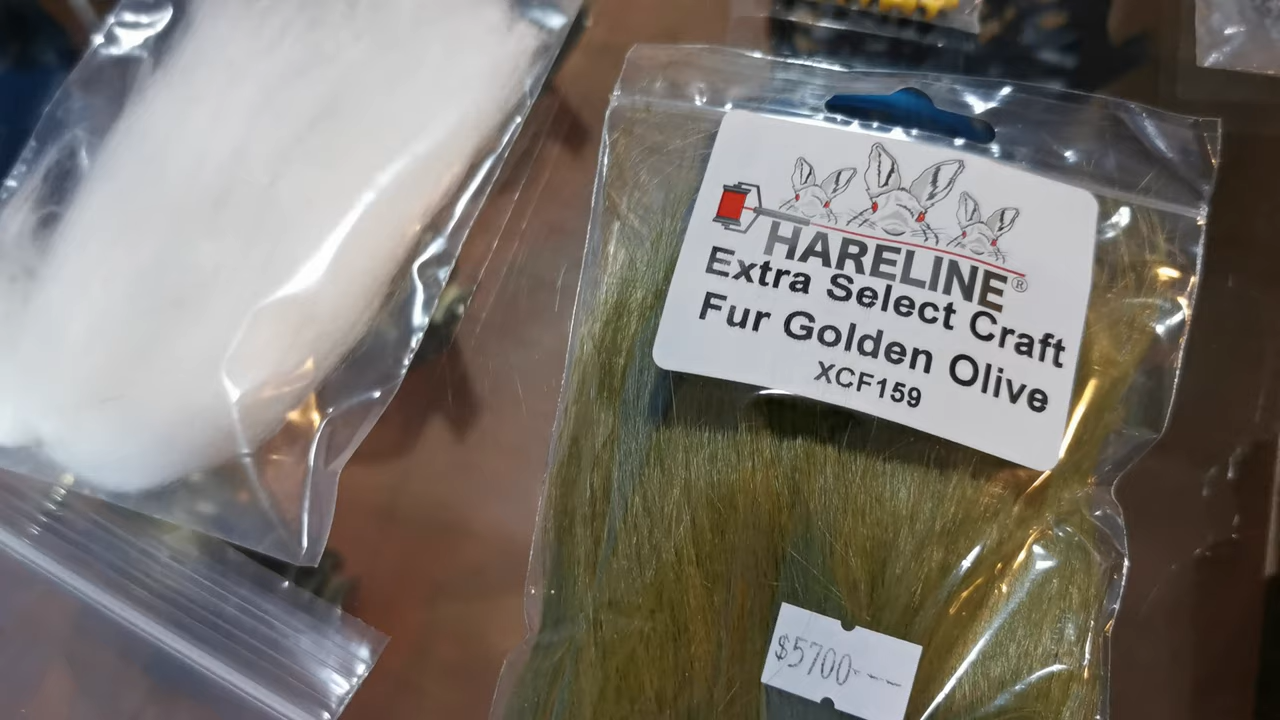 HARELINE®
Extra Select Craft
Fur Golden Olive
XCF159
$5700---